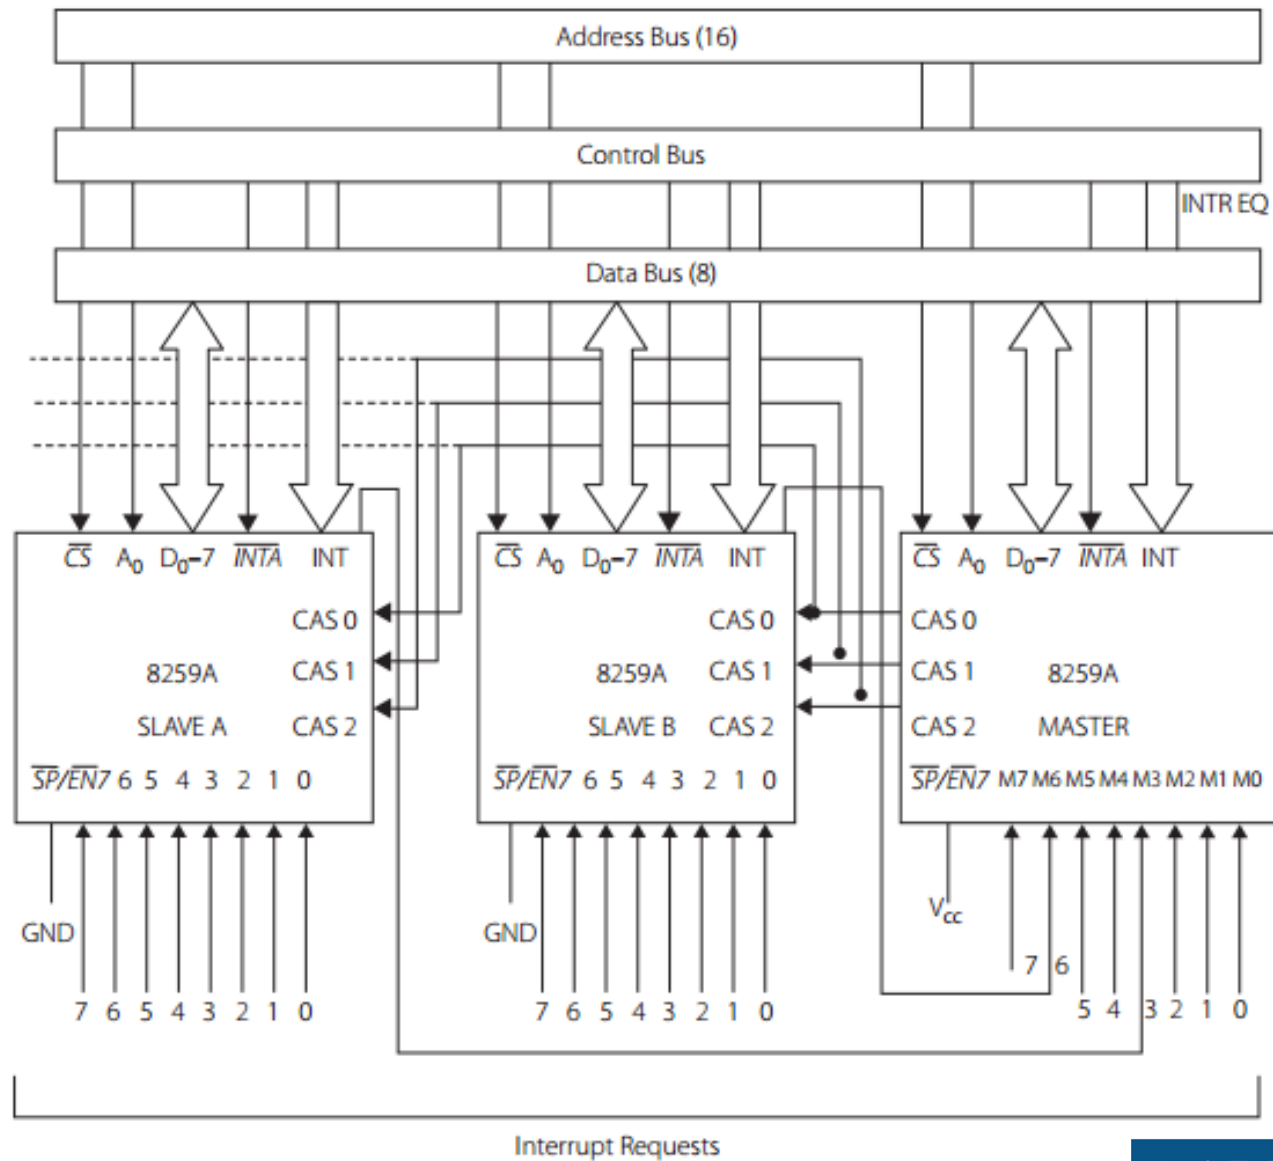 Address Bus (16)
Control Bus
INTR EQ
Data Bus (8)
CS A0 D0–7 INTA INT
CS A0 D0–7 INTA INT
CS A0 D0–7 INTA INT
CAS 0
CAS 0
CAS 0
CAS 1
CAS 1
CAS 1
8259A
8259A
8259A
SLAVE A
CAS 2
SLAVE B
CAS 2
CAS 2
MASTER
SP/EN7 6 5 4 3 2 1 0
SP/EN7 6 5 4 3 2 1 0
SP/EN7 M7 M6 M5 M4 M3 M2 M1 M0
GND
GND
Vcc
7 6
7 6 5 4 3 2 1 0
7 6 5 4 3 2 1 0
5 4 3 2 1 0
Interrupt Requests